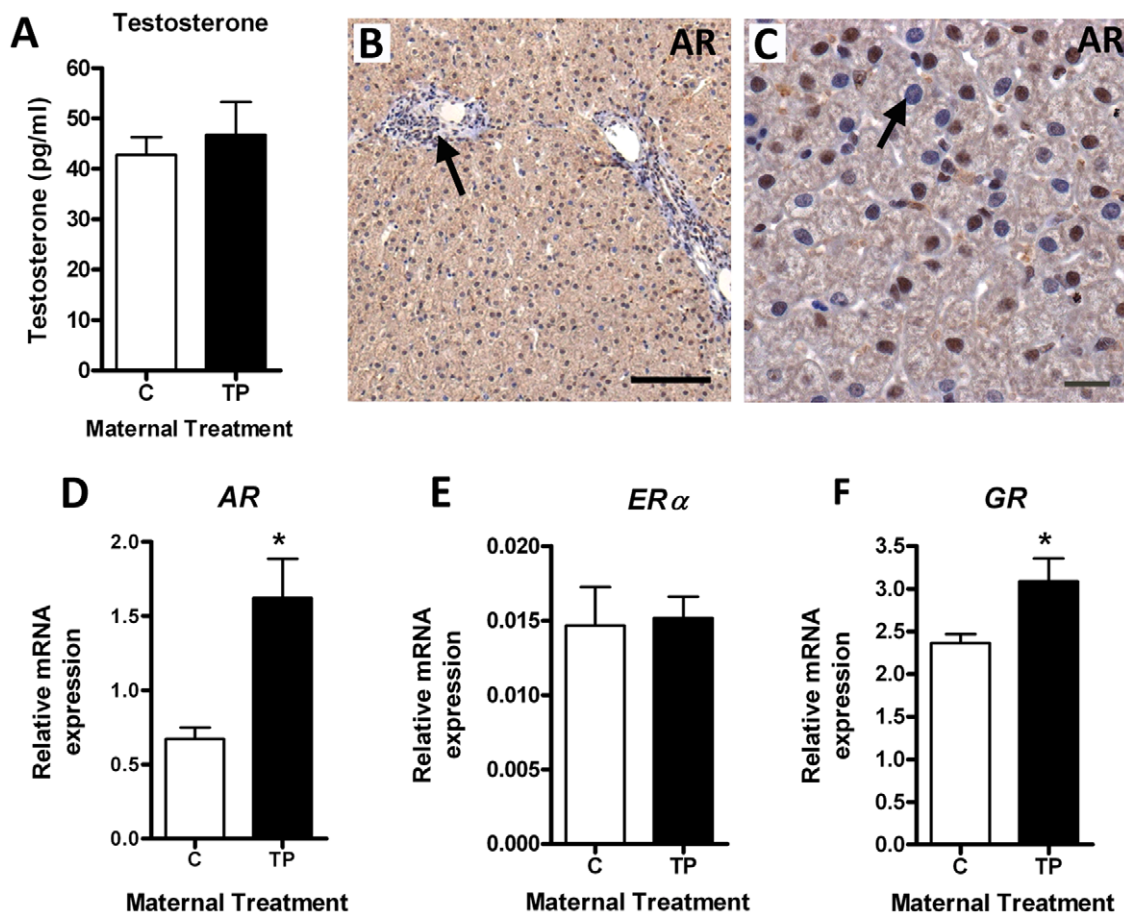 A
Testosterone
Testosterone (pg/ml)
60
50
40
30
20
10
0
C
TP
Maternal Treatment
B
AR
C
AR
D
AR
Relative mRNA
expression
2.0
*
1.5
1.0
0.5
0.0
C
TP
Maternal Treatment
E
ERα
Relative mRNA
expression
0.020
0.015
0.010
0.005
0.000
C
TP
Maternal Treatment
F
GR
Relative mRNA
expression
3.5
*
3.0
2.5
2.0
1.5
1.0
0.5
0.0
C
TP
Maternal Treatment